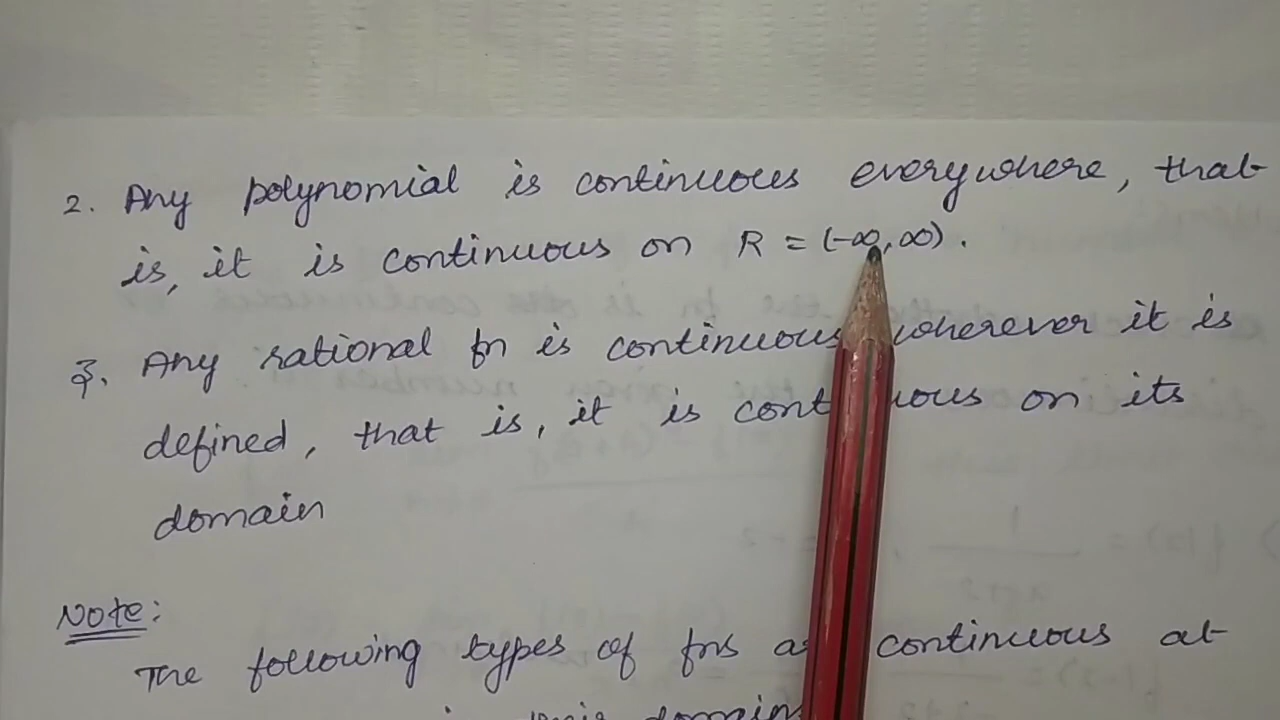 2. Any polynomial is continuous everywhere, that
is, it is continuous on R = (-∞, ∞).
3. Any rational fn is continuous wherever it is
defined, that is, it is cont uous on its
domain
Note:
The following types of fns a continuous at
domain